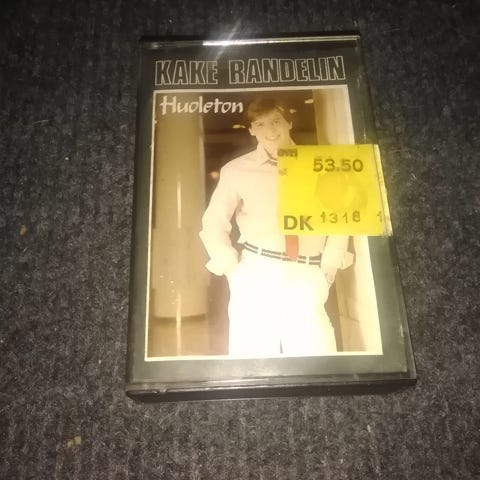 KAKE RANDELIN
Huoleton
53.50
DK 1318 1